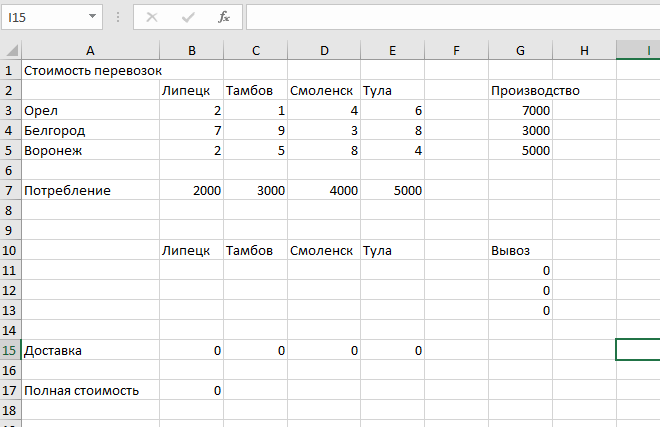 I15 fx
A B C D E F G H I
1 Стоимость перевозок
2 Липецк Тамбов Смоленск Тула Производство
3 Орел 2 1 4 6 7000
4 Белгород 7 9 3 8 3000
5 Воронеж 2 5 8 4 5000
6
7 Потребление 2000 3000 4000 5000
8
9
10 Липецк Тамбов Смоленск Тула Вывоз
11 0
12 0
13 0
14
15 Доставка 0 0 0 0
16
17 Полная стоимость 0
18